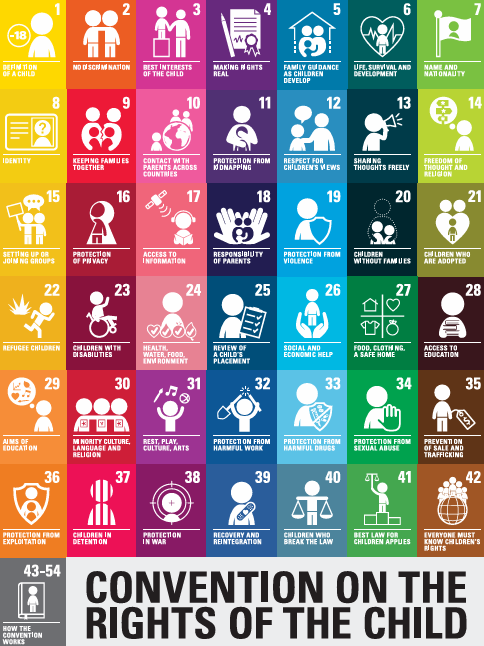 1
-18
DEFINITION
OF A CHILD
2
NO DISCRIMINATION
3
BEST INTERESTS
OF THE CHILD
4
MAKING RIGHTS
REAL
5
FAMILY GUIDANCE
AS CHILDREN
DEVELOP
6
LIFE, SURVIVAL AND
DEVELOPMENT
7
NAME AND
NATIONALITY
8
?
IDENTITY
9
KEEPING FAMILIES
TOGETHER
10
CONTACT WITH
PARENTS ACROSS
COUNTRIES
11
PROTECTION FROM
KIDNAPPING
12
RESPECT FOR
CHILDREN'S VIEWS
13
SHARING
THOUGHTS FREELY
14
FREEDOM OF
THOUGHT AND
RELIGION
15
SETTING UP OR
JOINING GROUPS
16
PROTECTION
OF PRIVACY
17
ACCESS TO
INFORMATION
18
RESPONSIBILITY
OF PARENTS
19
PROTECTION FROM
VIOLENCE
20
CHILDREN
WITHOUT FAMILIES
21
CHILDREN WHO
ARE ADOPTED
22
REFUGEE CHILDREN
23
CHILDREN WITH
DISABILITIES
24
HEALTH,
WATER, FOOD,
ENVIRONMENT
25
REVIEW OF
A CHILD'S
PLACEMENT
26
SOCIAL AND
ECONOMIC HELP
27
FOOD, CLOTHING,
A SAFE HOME
28
ACCESS TO
EDUCATION
29
AIMS OF
EDUCATION
30
MINORITY CULTURE,
LANGUAGE AND
RELIGION
31
REST, PLAY,
CULTURE, ARTS
32
PROTECTION FROM
HARMFUL WORK
33
PROTECTION FROM
HARMFUL DRUGS
34
PROTECTION FROM
SEXUAL ABUSE
35
$
PREVENTION
OF SALE AND
TRAFFICKING
36
PROTECTION FROM
EXPLOITATION
37
CHILDREN IN
DETENTION
38
PROTECTION
IN WAR
39
RECOVERY AND
REINTEGRATION
40
CHILDREN WHO
BREAK THE LAW
41
BEST LAW FOR
CHILDREN APPLIES
42
EVERYONE MUST
KNOW CHILDREN'S
RIGHTS
43–54
HOW THE
CONVENTION
WORKS
CONVENTION ON THE
RIGHTS OF THE CHILD